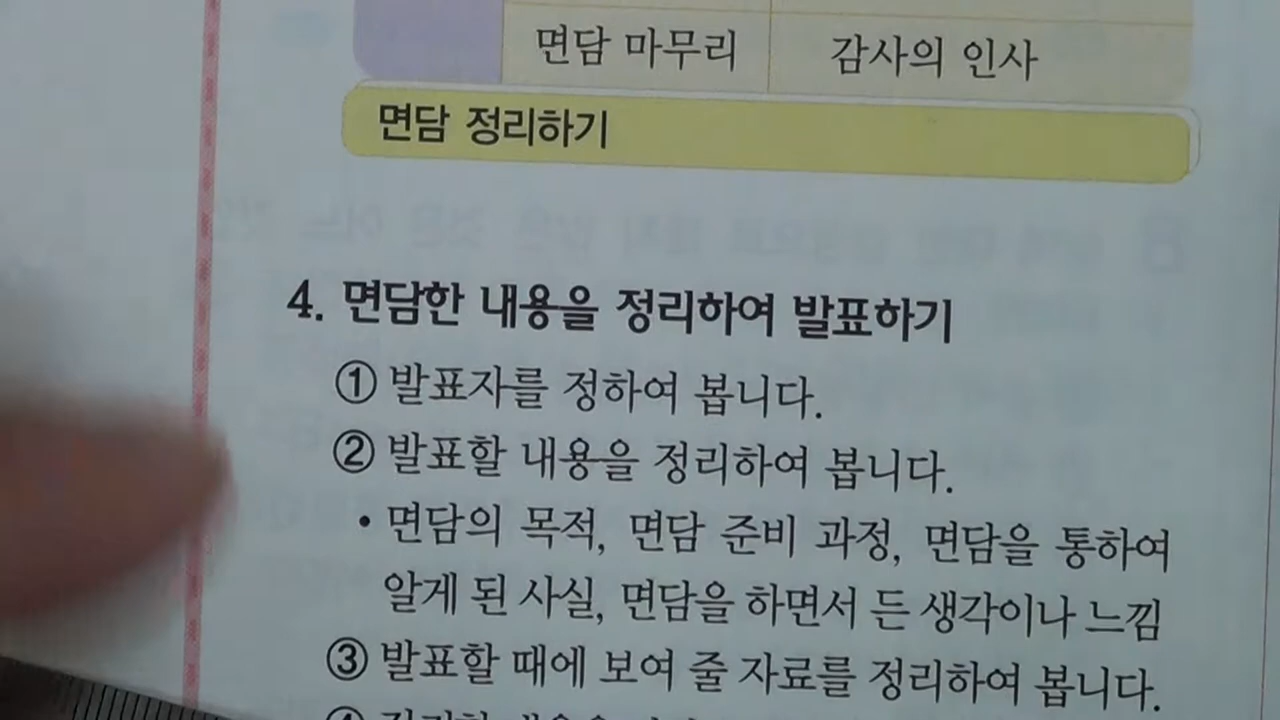 면담 마무리 감사의 인사
면담 정리하기
4. 면담한 내용을 정리하여 발표하기
① 발표자를 정하여 봅니다.
② 발표할 내용을 정리하여 봅니다.
• 면담의 목적, 면담 준비 과정, 면담을 통하여
알게 된 사실, 면담을 하면서 든 생각이나 느낌
③ 발표할 때에 보여 줄 자료를 정리하여 봅니다.